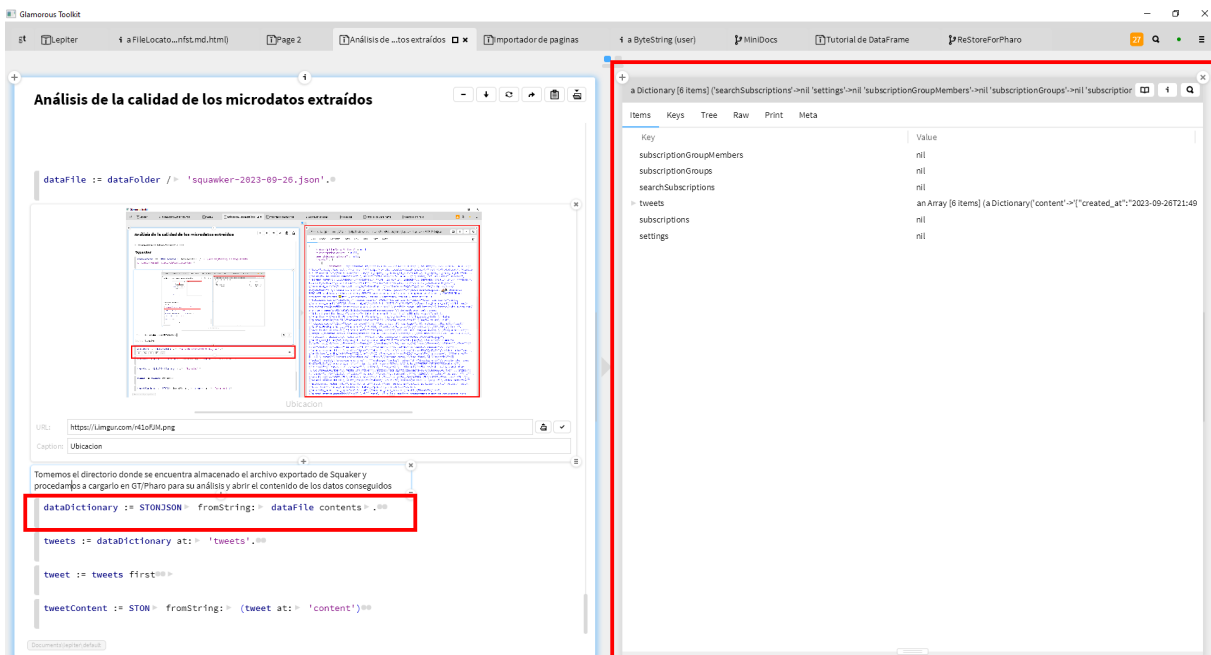 Glamorous Toolkit
Lepiter
a FileLocato...nfst.md.html)
Page 2
Análisis de ...tos extraídos
Importador de paginas
a ByteString (user)
MiniDocs
Tutorial de DataFrame
ReStoreForPharo
27
Análisis de la calidad de los microdatos extraídos
dataFile := dataFolder / 'squawker-2023-09-26.json'.
Ubicacion
URL: https://i.imgur.com/r41ofJM.png
Caption: Ubicacion
Tomemos el directorio donde se encuentra almacenado el archivo exportado de Squaker y
procedamos a cargarlo en GT/Pharo para su análisis y abrir el contenido de los datos conseguidos
dataDictionary := STONJSON fromString: dataFile contents .
tweets := dataDictionary at: 'tweets'.
tweet := tweets first
tweetContent := STON fromString: (tweet at: 'content')
Documents\lepiter\default
a Dictionary [6 items] ('searchSubscriptions'->nil 'settings'->nil 'subscriptionGroupMembers'->nil 'subscriptionGroups'->nil 'subscription
Items Keys Tree Raw Print Meta
Key Value
subscriptionGroupMembers nil
subscriptionGroups nil
searchSubscriptions nil
tweets an Array [6 items] (a Dictionary('content'->'{"created_at":"2023-09-26T21:49
subscriptions nil
settings nil